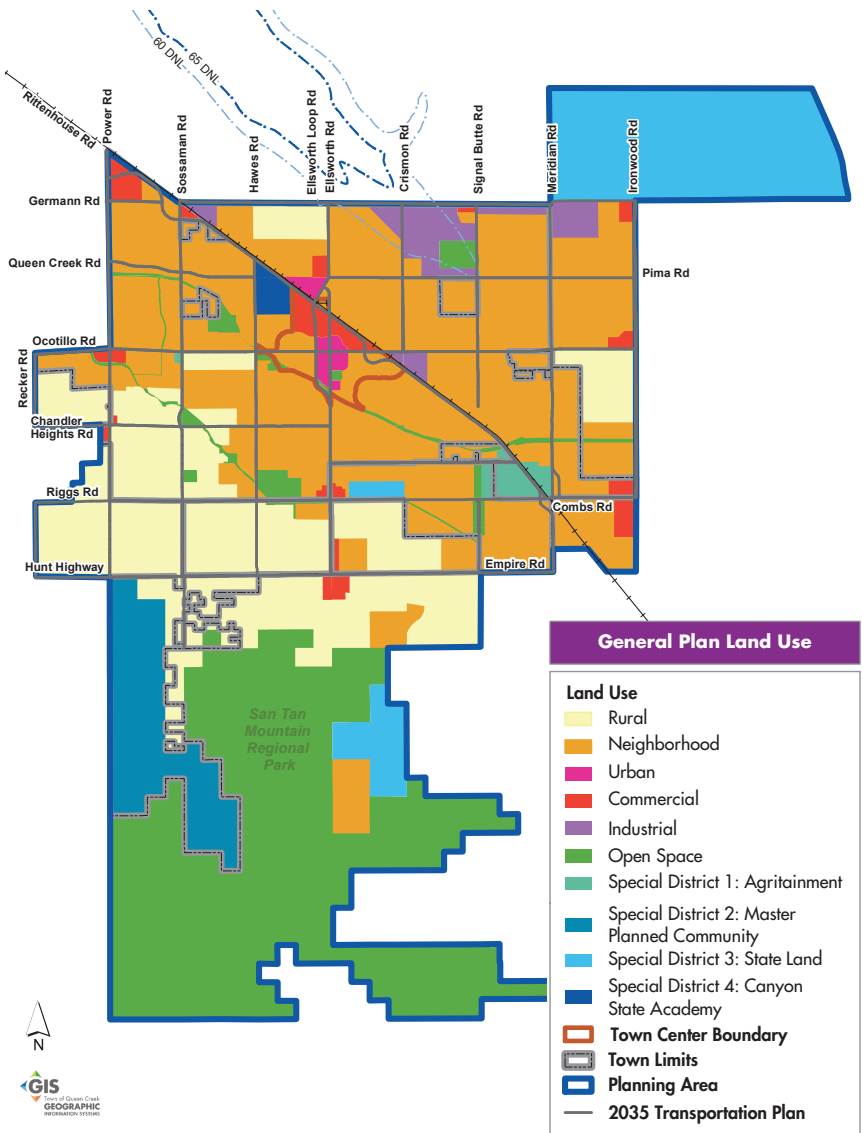 60 DNL
65 DNL
Rittenhouse Rd
Power Rd
Sossaman Rd
Hawes Rd
Ellsworth Loop Rd
Ellsworth Rd
Crismon Rd
Signal Butte Rd
Meridian Rd
Ironwood Rd
Germann Rd
Queen Creek Rd
Pima Rd
Ocotillo Rd
Recker Rd
Chandler
Heights Rd
Riggs Rd
Combs Rd
Hunt Highway
Empire Rd
San Tan
Mountain
Regional
Park
General Plan Land Use
Land Use
Rural
Neighborhood
Urban
Commercial
Industrial
Open Space
Special District 1: Agritainment
Special District 2: Master
Planned Community
Special District 3: State Land
Special District 4: Canyon
State Academy
Town Center Boundary
Town Limits
Planning Area
2035 Transportation Plan
N
GIS
Town of Queen Creek
GEOGRAPHIC
INFORMATION SYSTEMS